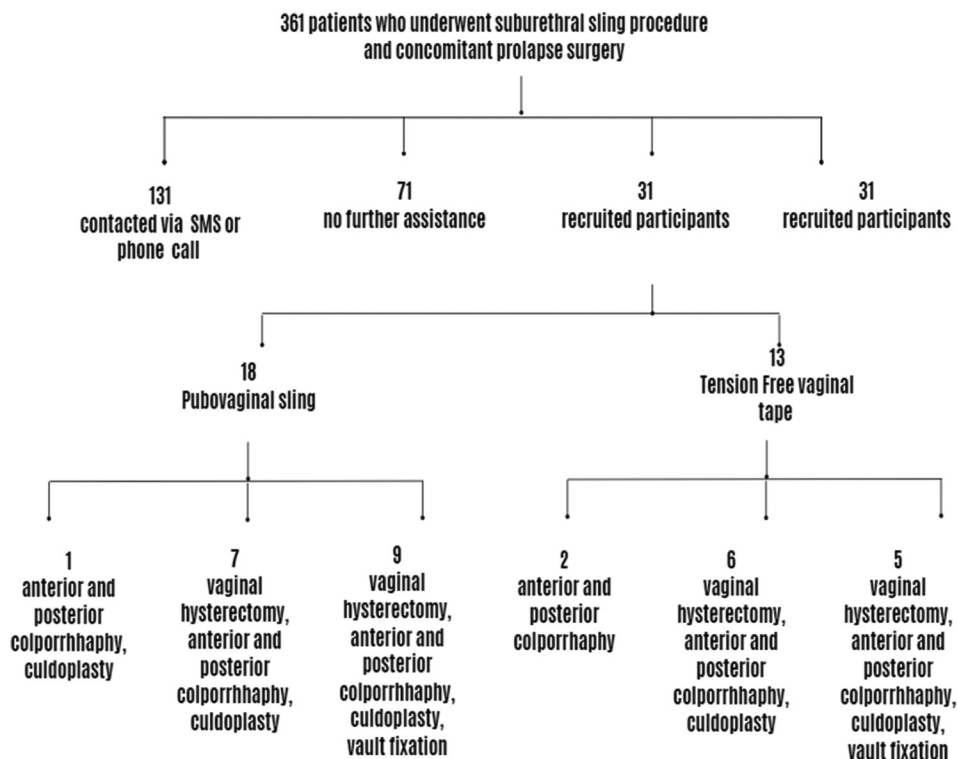 361 patients who underwent suburethral sling procedure
and concomitant prolapse surgery
131
contacted via SMS or
phone call
71
no further assistance
31
recruited participants
31
recruited participants
18
Pubovaginal sling
13
Tension Free vaginal
tape
1
anterior and
posterior
colporrhhaphy,
culdoplasty
7
vaginal
hysterectomy,
anterior and
posterior
colporrhhaphy,
culdoplasty
9
vaginal
hysterectomy,
anterior and
posterior
colporrhhaphy,
culdoplasty,
vault fixation
2
anterior and
posterior
colporrhaphy
6
vaginal
hysterectomy,
anterior and
posterior
colporrhhaphy,
culdoplasty
5
vaginal
hysterectomy,
anterior and
posterior
colporrhhaphy,
culdoplasty,
vault fixation